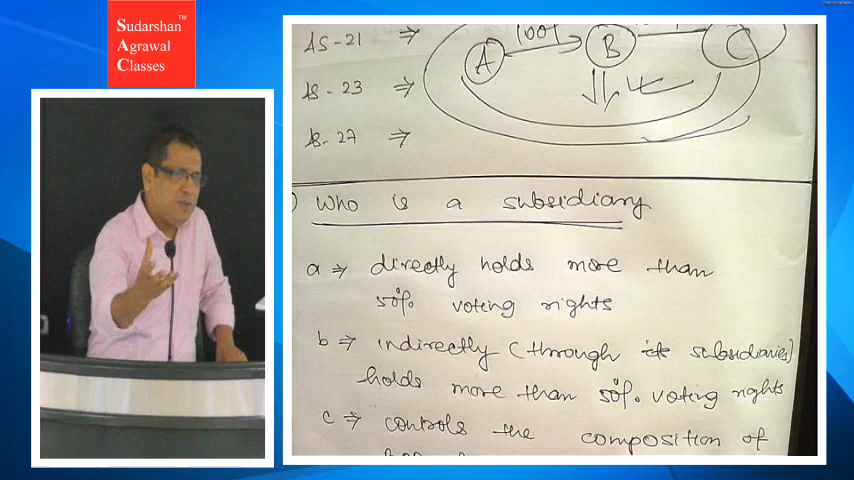 Sudarshan™
Agrawal
Classes
AS-21 ⇒
A 100% B C
AS-23 ⇒
AS-27 ⇒
) Who is a subsidiary
a ⇒ directly holds more than
50% voting rights
b ⇒ indirectly (through its subsidiaries)
holds more than 50% voting rights
c ⇒ controls the composition of